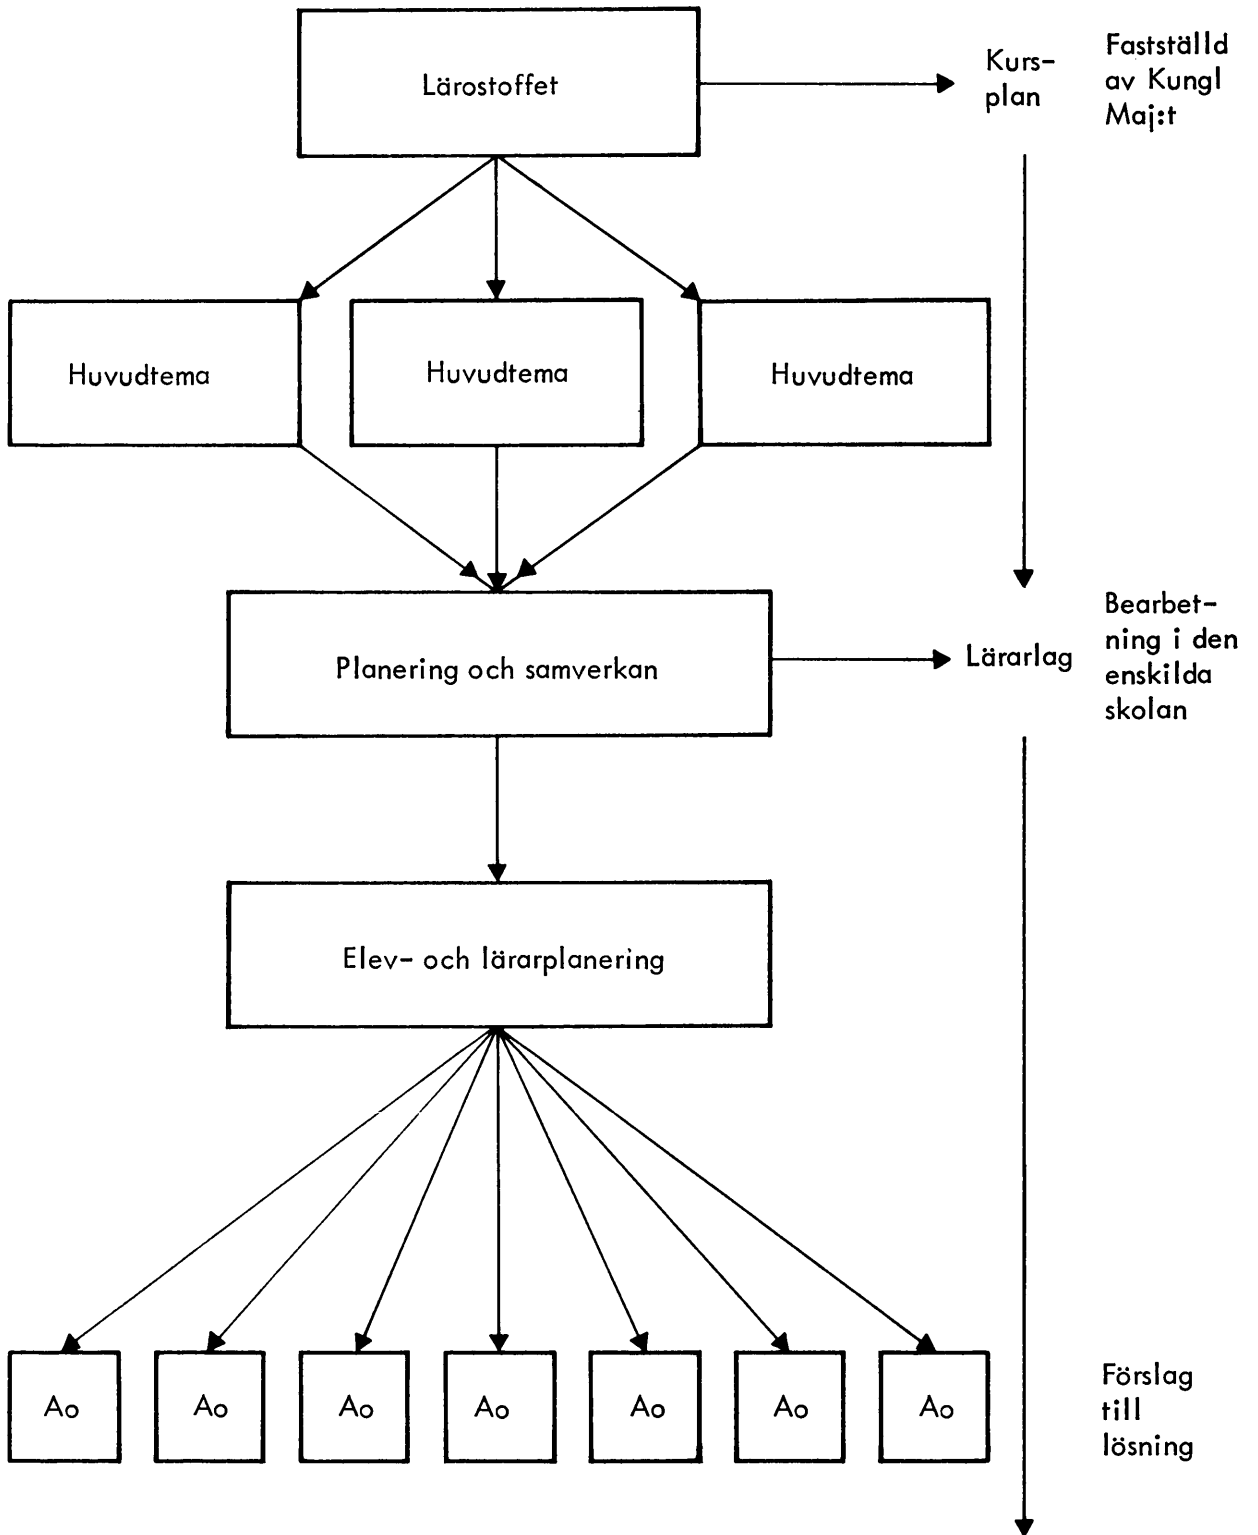 Lärostoffet
Kurs-
plan
Fastställd
av Kungl
Maj:t
Huvudtema
Huvudtema
Huvudtema
Planering och samverkan
Lärarlag
Bearbet-
ning i den
enskilda
skolan
Elev- och lärarplanering
Ao
Ao
Ao
Ao
Ao
Ao
Ao
Förslag
till
lösning